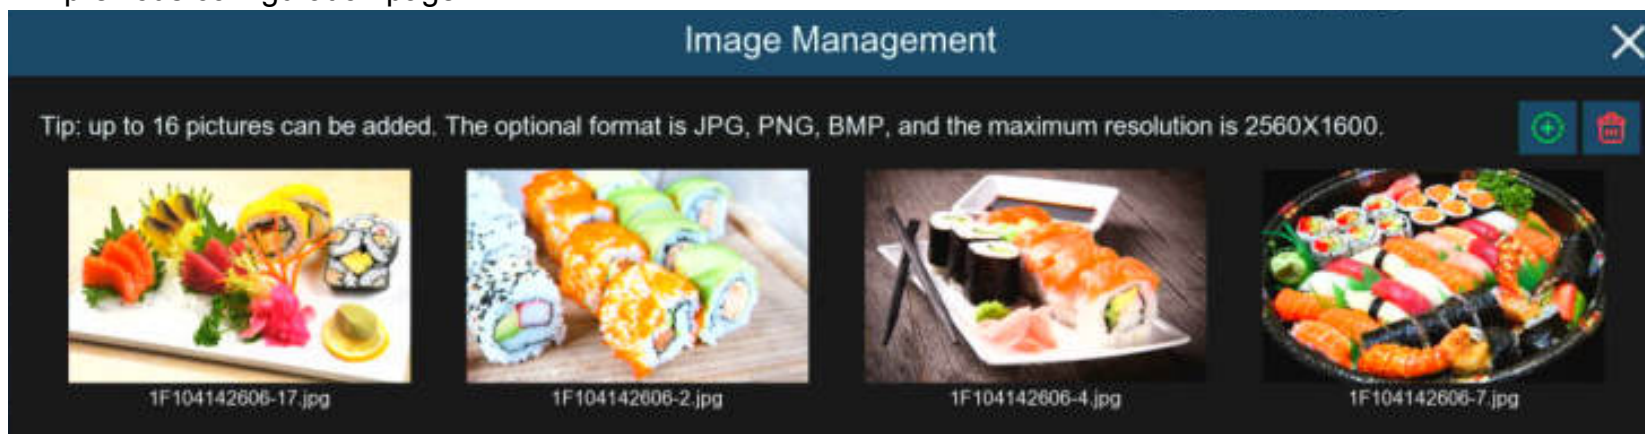 Image Management
Tip: up to 16 pictures can be added. The optional format is JPG, PNG, BMP, and the maximum resolution is 2560X1600.
1F104142606-17.jpg
1F104142606-2.jpg
1F104142606-4.jpg
1F104142606-7.jpg